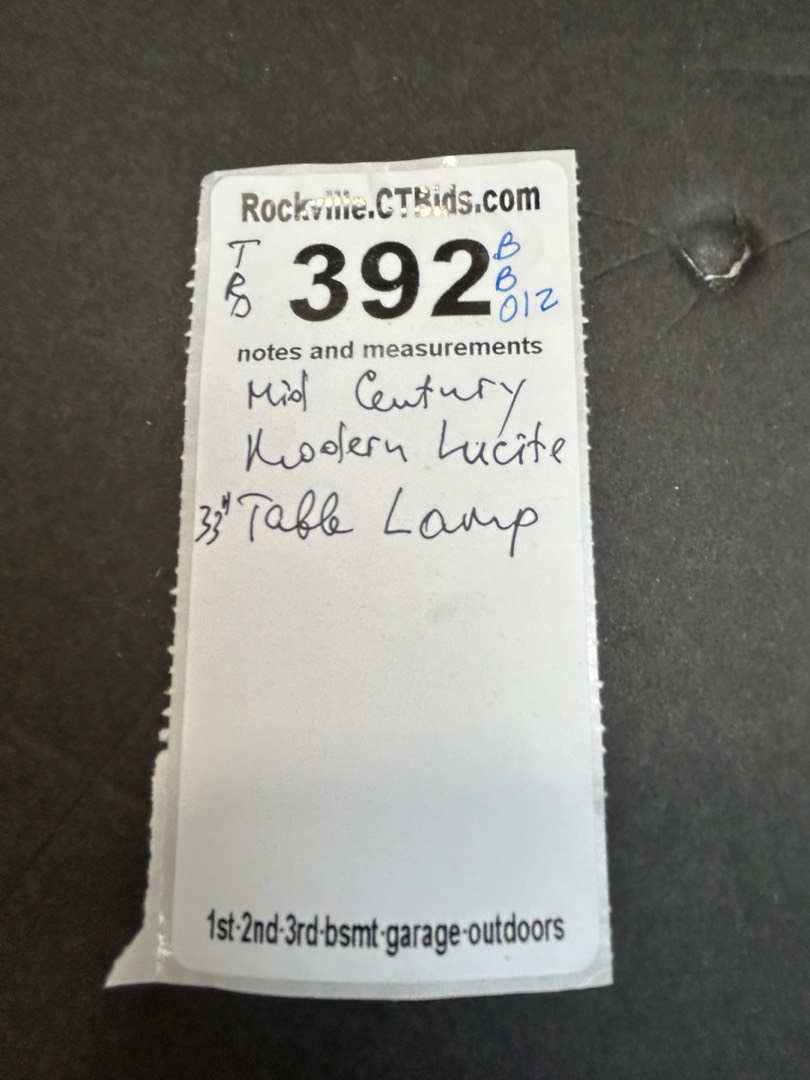 Rockville.CTBids.com
T
R
D
392
B
B
012
notes and measurements
Mid Century
Modern Lucite
33" Table Lamp
1st-2nd-3rd-bsmt-garage-outdoors